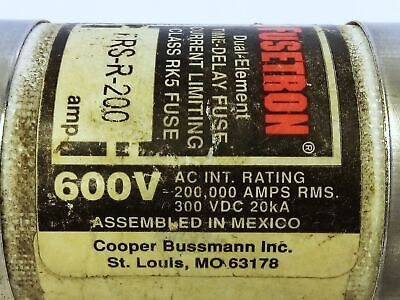 USETRON ®
Dual-Element
TIME-DELAY FUSE
CURRENT LIMITING
CLASS RK5 FUSE
FRS-R-200
amp
600V
AC INT. RATING
200,000 AMPS RMS.
300 VDC 20kA
ASSEMBLED IN MEXICO
Cooper Bussmann Inc.
St. Louis, MO 63178